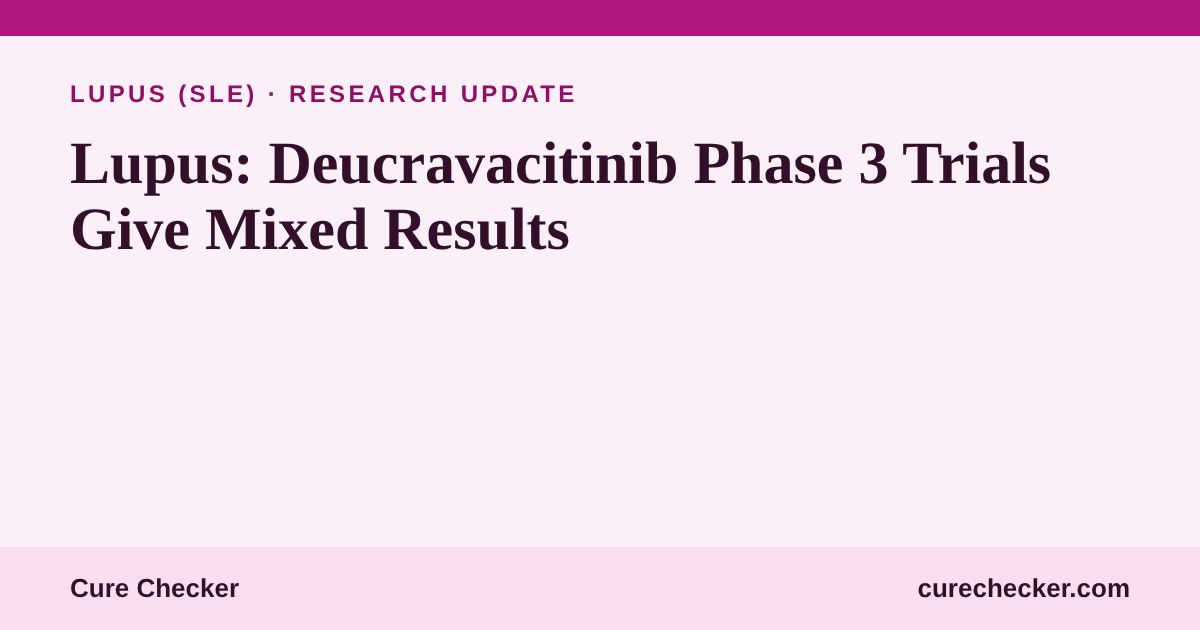 LUPUS (SLE) · RESEARCH UPDATE
Lupus: Deucravacitinib Phase 3 Trials
Give Mixed Results
Cure Checker
curechecker.com